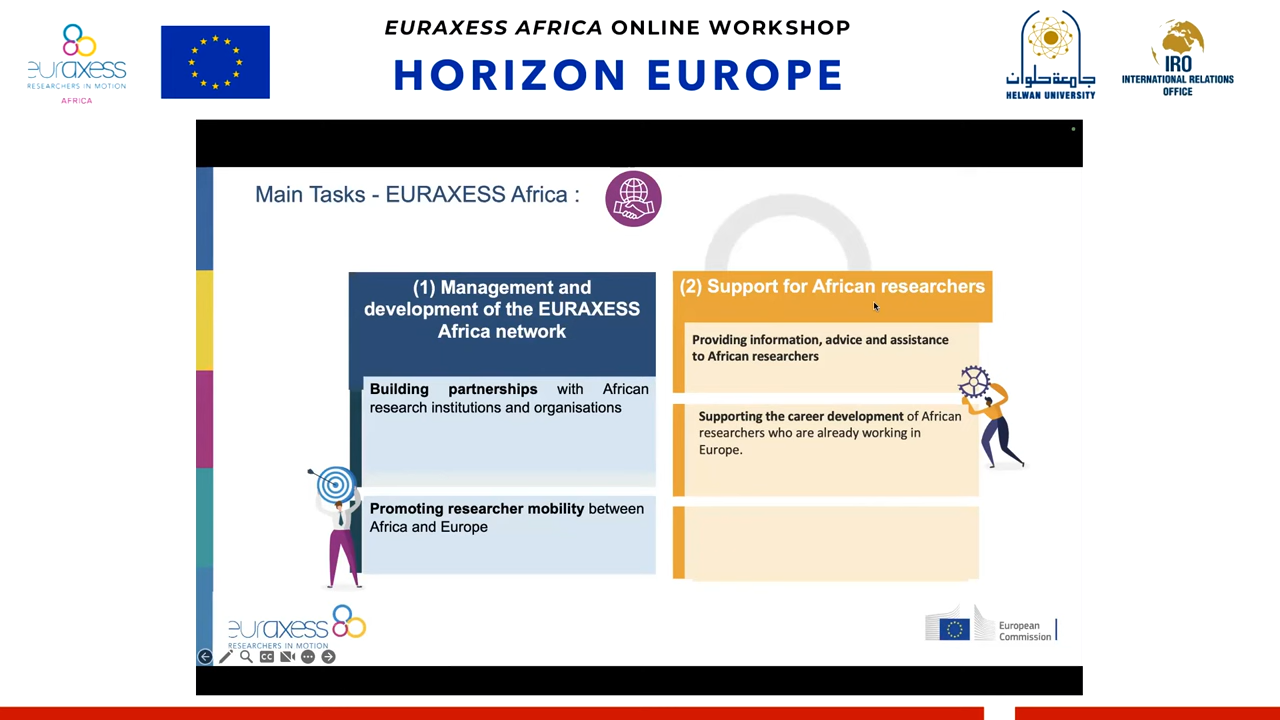 EURAXESS AFRICA ONLINE WORKSHOP
HORIZON EUROPE
euraxess
RESEARCHERS IN MOTION
AFRICA
جامعة حلوان
HELWAN UNIVERSITY
IRO
INTERNATIONAL RELATIONS
OFFICE
Main Tasks - EURAXESS Africa :
(1) Management and
development of the EURAXESS
Africa network
Building partnerships with African
research institutions and organisations
Promoting researcher mobility between
Africa and Europe
(2) Support for African researchers
Providing information, advice and assistance
to African researchers
Supporting the career development of African
researchers who are already working in
Europe.
euraxess
RESEARCHERS IN MOTION
CC
European
Commission